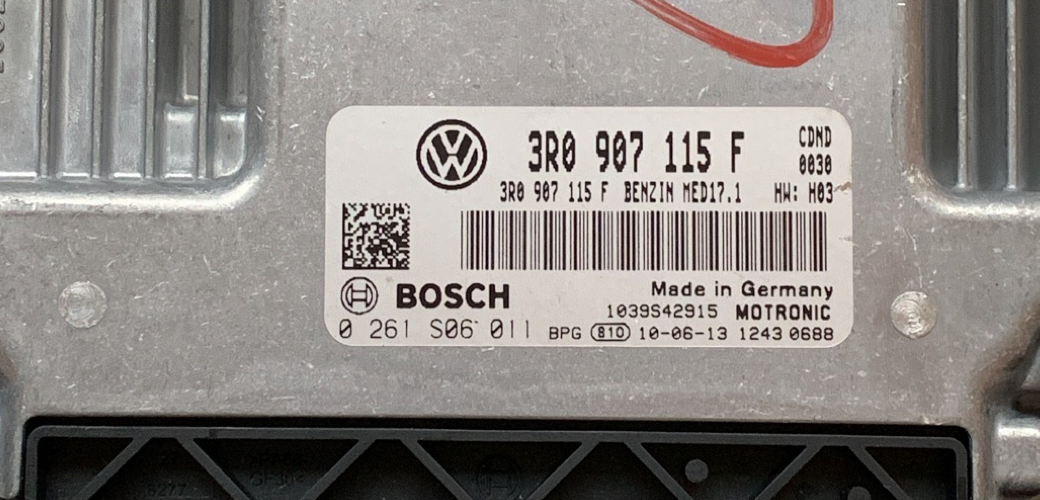 3R0 907 115 F
CDND
0030
3R0 907 115 F BENZIN MED17.1 HW: H03
BOSCH
Made in Germany
1039S42915 MOTRONIC
0 261 S06 011 BPG 810 10-06-13 1243 0688